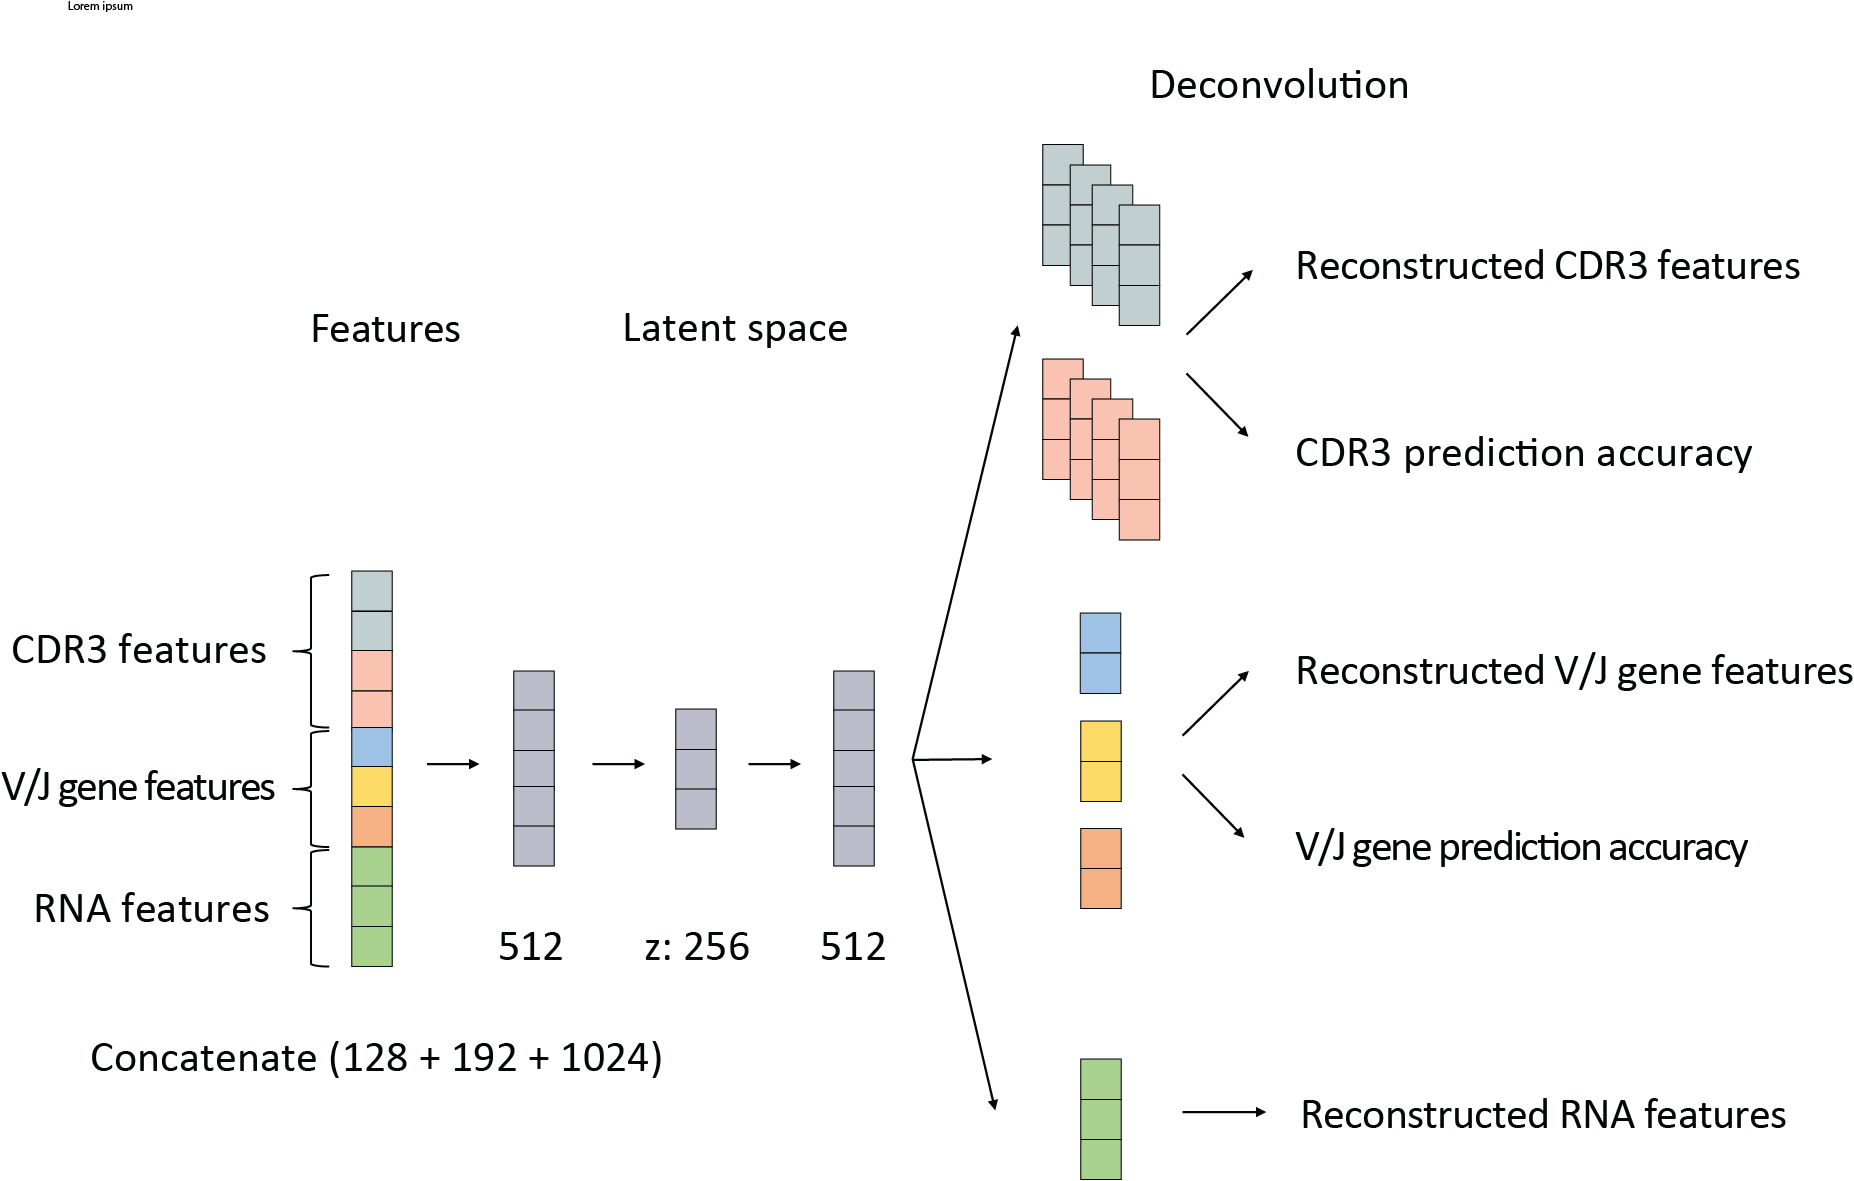 Lorem ipsum
Deconvolution
Reconstructed CDR3 features
Features
Latent space
CDR3 prediction accuracy
CDR3 features
Reconstructed V/J gene features
V/J gene features
V/J gene prediction accuracy
RNA features
512
z: 256
512
Concatenate (128 + 192 + 1024)
Reconstructed RNA features